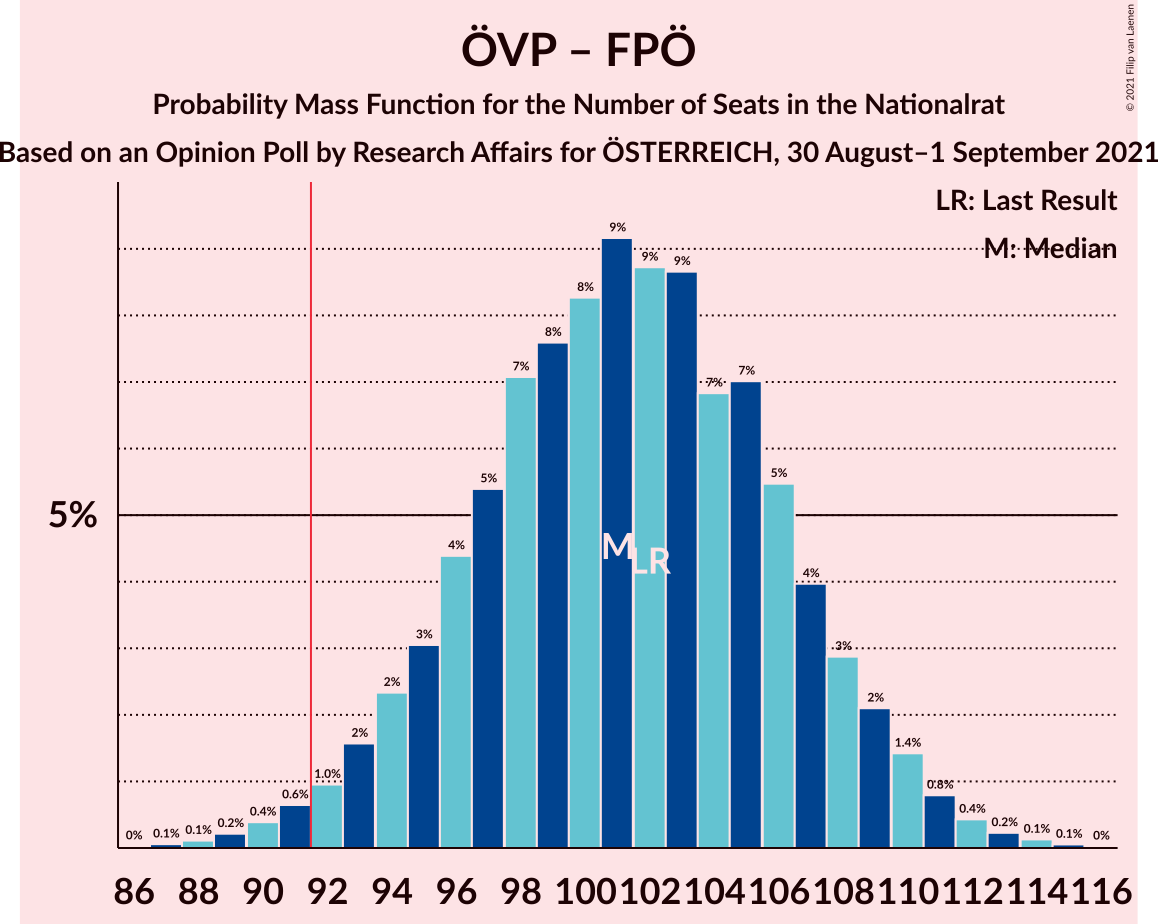 ÖVP – FPÖ
Probability Mass Function for the Number of Seats in the Nationalrat
Based on an Opinion Poll by Research Affairs for ÖSTERREICH, 30 August–1 September 2021
© 2021 Filip van Laenen
LR: Last Result
M: Median
5%
0% 0.1% 0.1% 0.2% 0.4% 0.6% 1.0% 2% 2% 3% 4% 5% 7% 8% 8% 9% 9% 9% 7% 7% 5% 4% 3% 2% 1.4% 0.8% 0.4% 0.2% 0.1% 0.1% 0%
M LR
86 88 90 92 94 96 98 100 102 104 106 108 110 112 114 116